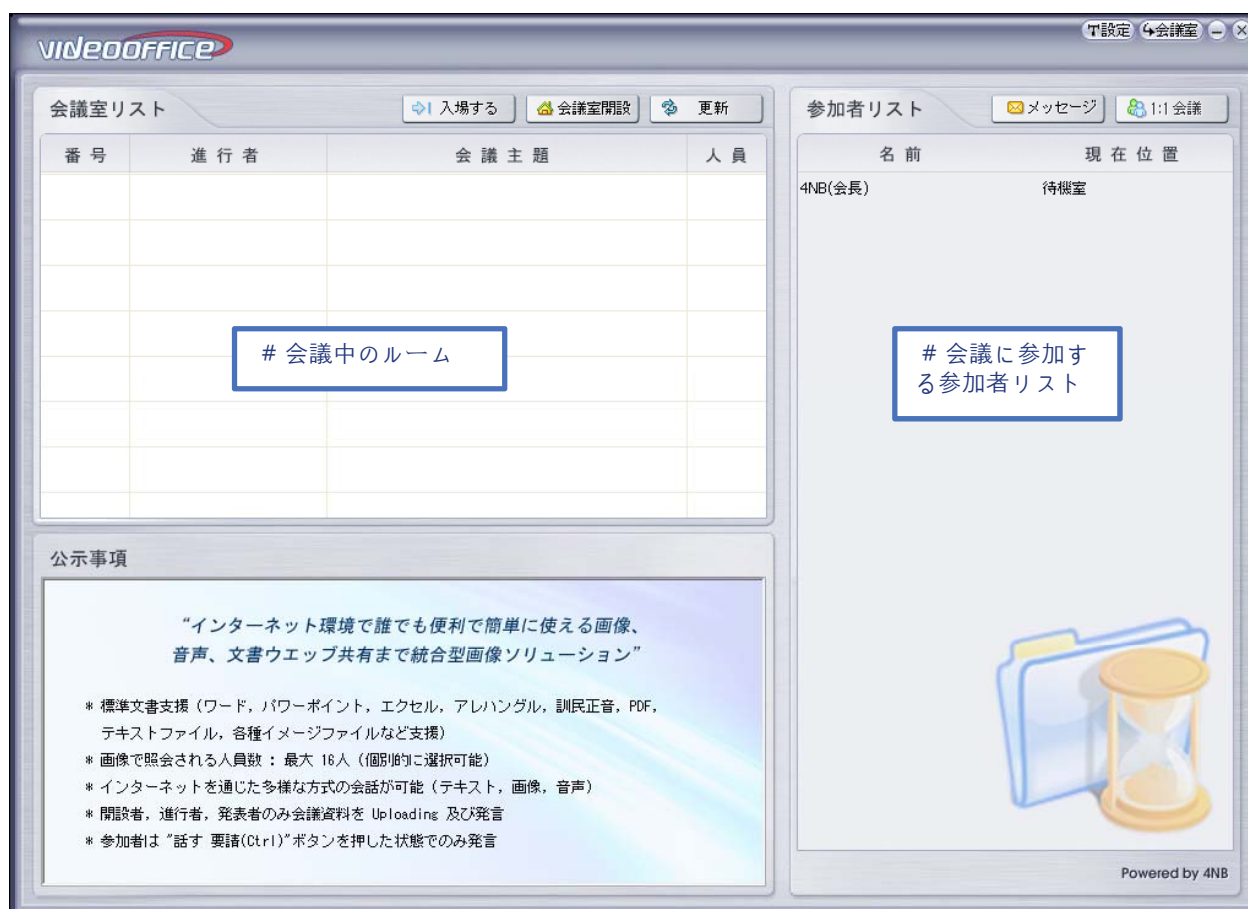 設定 会議室
VIDEOOFFICE
会議室リスト 入場する 会議室開設 更新
番号 進行者 会議主題 人員
# 会議中のルーム
参加者リスト メッセージ 1:1 会議
名前 現在位置
4NB(会長) 待機室
# 会議に参加す
る参加者リスト
公示事項
“インターネット環境で誰でも便利で簡単に使える画像、
音声、文書ウエッブ共有まで統合型画像ソリューション”
* 標準文書支援（ワード，パワーポイント，エクセル，アレハングル，訓民正音，PDF，
テキストファイル，各種イメージファイルなど支援）
* 画像で照会される人員数 ： 最大 16人（個別的に選択可能）
* インターネットを通じた多様な方式の会話が可能（テキスト，画像，音声）
* 開設者，進行者，発表者のみ会議資料を Uploading 及び発言
* 参加者は “話す 要請(Ctrl)”ボタンを押した状態でのみ発言
Powered by 4NB